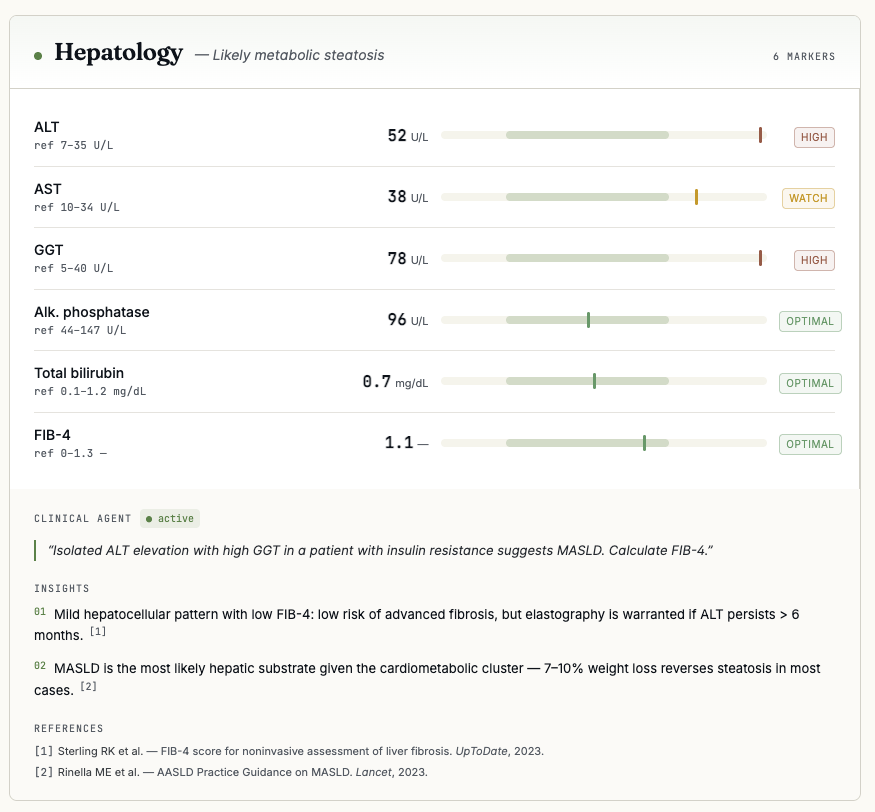 Hepatology — Likely metabolic steatosis 6 MARKERS
ALT 52 U/L HIGH
ref 7–35 U/L
AST 38 U/L WATCH
ref 10–34 U/L
GGT 78 U/L HIGH
ref 5–40 U/L
Alk. phosphatase 96 U/L OPTIMAL
ref 44–147 U/L
Total bilirubin 0.7 mg/dL OPTIMAL
ref 0.1–1.2 mg/dL
FIB-4 1.1 — OPTIMAL
ref 0–1.3 —
CLINICAL AGENT active
“Isolated ALT elevation with high GGT in a patient with insulin resistance suggests MASLD. Calculate FIB-4.”
INSIGHTS
01 Mild hepatocellular pattern with low FIB-4: low risk of advanced fibrosis, but elastography is warranted if ALT persists > 6
months. [1]
02 MASLD is the most likely hepatic substrate given the cardiometabolic cluster — 7–10% weight loss reverses steatosis in most
cases. [2]
REFERENCES
[1] Sterling RK et al. — FIB-4 score for noninvasive assessment of liver fibrosis. UpToDate, 2023.
[2] Rinella ME et al. — AASLD Practice Guidance on MASLD. Lancet, 2023.